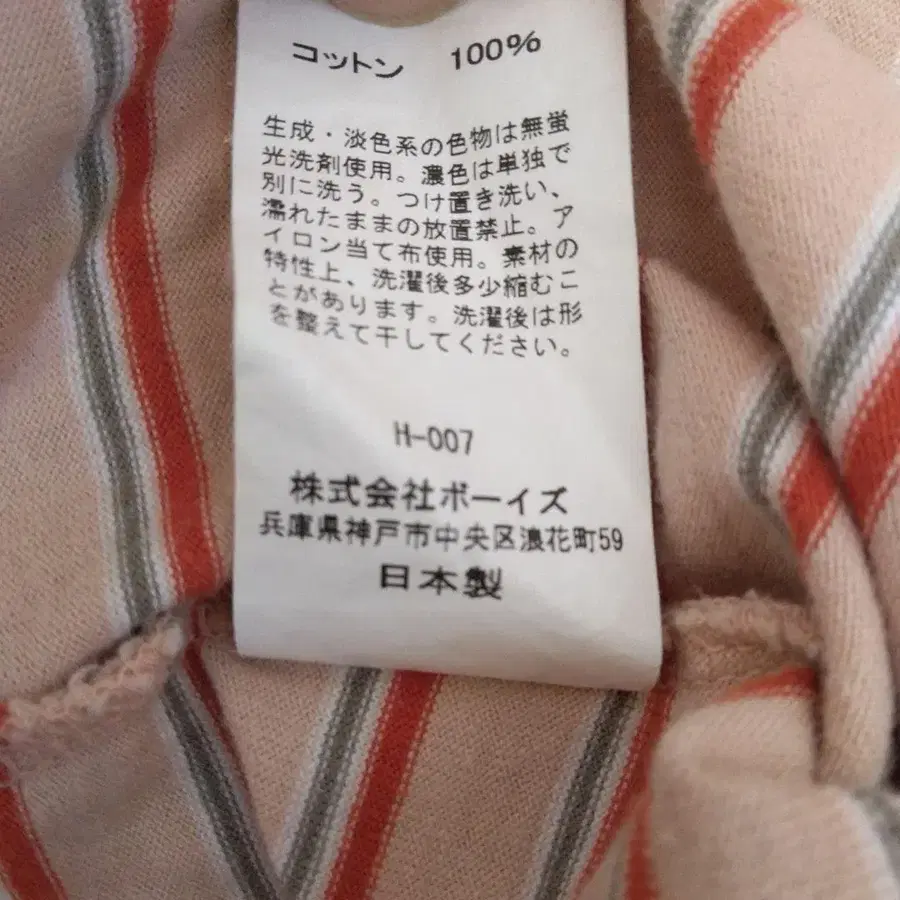 コットン 100%
生成・淡色系の色物は無蛍
光洗剤使用。濃色は単独で
別に洗う。つけ置き洗い、
濡れたままの放置禁止。ア
イロン当て布使用。素材の
特性上、洗濯後多少縮むこ
とがあります。洗濯後は形
を整えて干してください。
H-007
株式会社ボーイズ
兵庫県神戸市中央区浪花町59
日本製